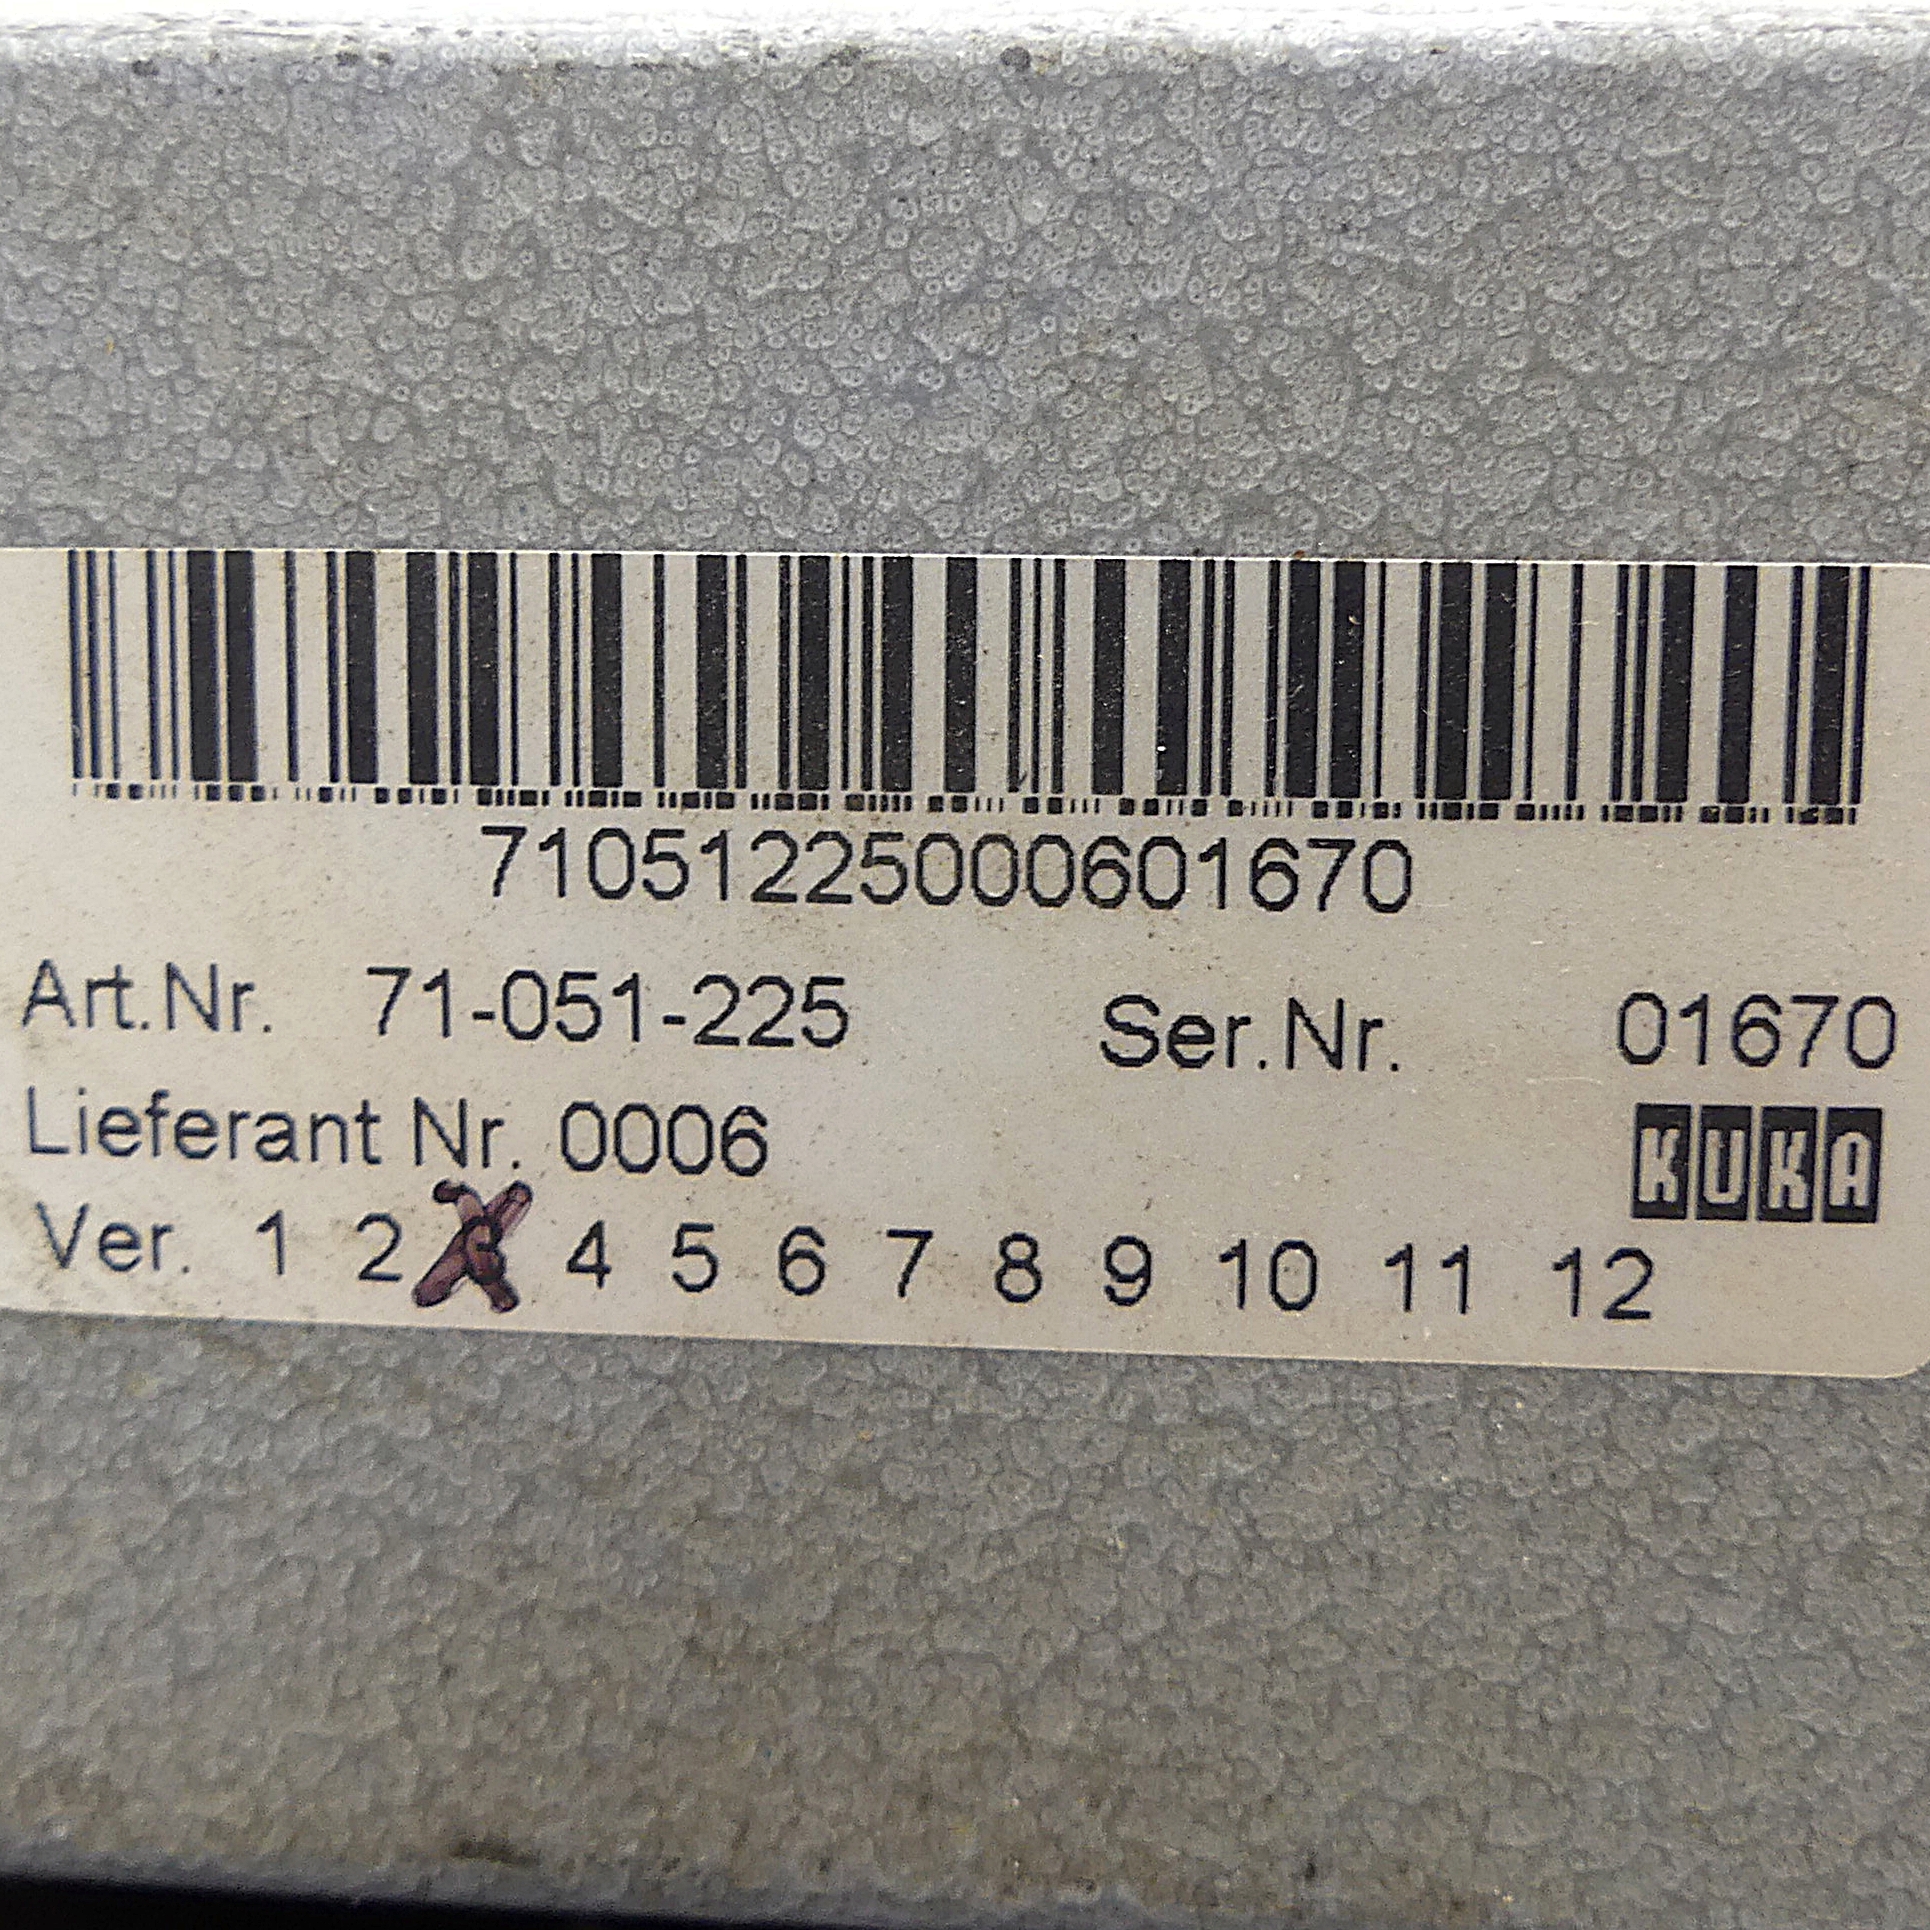 71051225000601670
Art.Nr. 71-051-225 Ser.Nr. 01670
Lieferant Nr. 0006
KUKA
Ver. 1 2 3 4 5 6 7 8 9 10 11 12